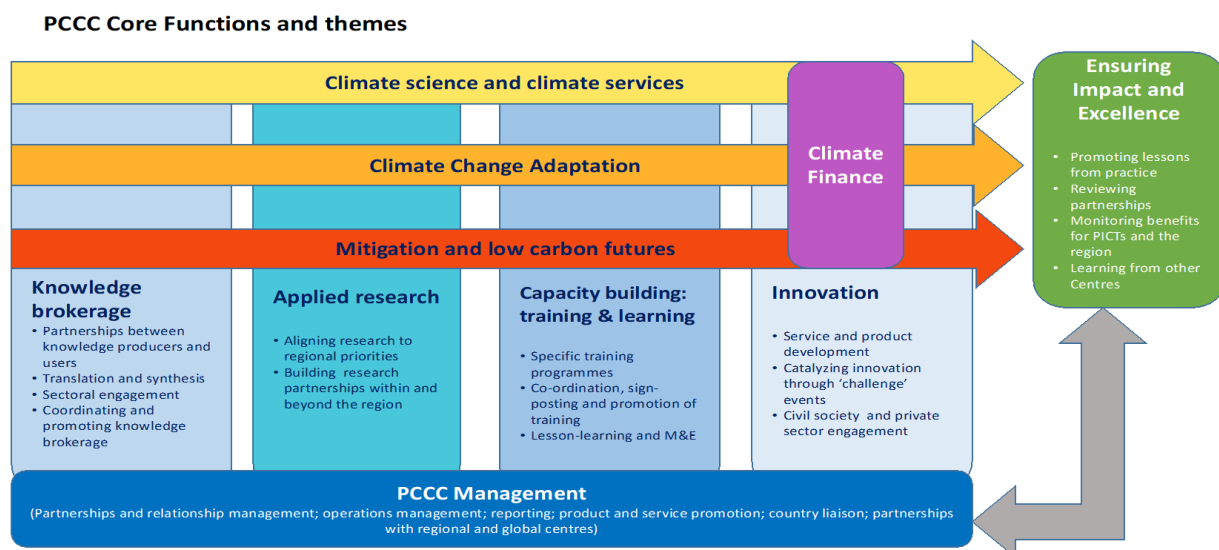 PCCC Core Functions and themes
Climate science and climate services
Climate Change Adaptation
Mitigation and low carbon futures
Climate
Finance
Ensuring
Impact and
Excellence
• Promoting lessons
from practice
• Reviewing
partnerships
• Monitoring benefits
for PICTs and the
region
• Learning from other
Centres
Knowledge
brokerage
• Partnerships between
knowledge producers and
users
• Translation and synthesis
• Sectoral engagement
• Coordinating and
promoting knowledge
brokerage
Applied research
• Aligning research to
regional priorities
• Building research
partnerships within and
beyond the region
Capacity building:
training & learning
• Specific training
programmes
• Co-ordination, sign-
posting and promotion of
training
• Lesson-learning and M&E
Innovation
• Service and product
development
• Catalyzing innovation
through ‘challenge’
events
• Civil society and private
sector engagement
PCCC Management
(Partnerships and relationship management; operations management; reporting; product and service promotion; country liaison; partnerships
with regional and global centres)